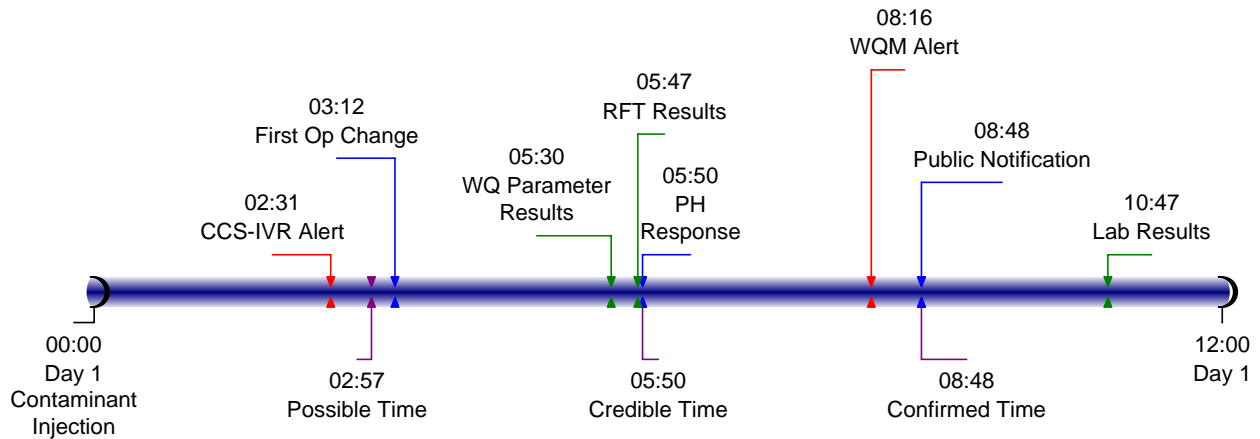 08:16
WQM Alert
05:47
RFT Results
03:12
First Op Change
08:48
Public Notification
05:30
WQ Parameter
Results
05:50
PH
Response
02:31
CCS-IVR Alert
10:47
Lab Results
00:00
Day 1
Contaminant
Injection
02:57
Possible Time
05:50
Credible Time
08:48
Confirmed Time
12:00
Day 1